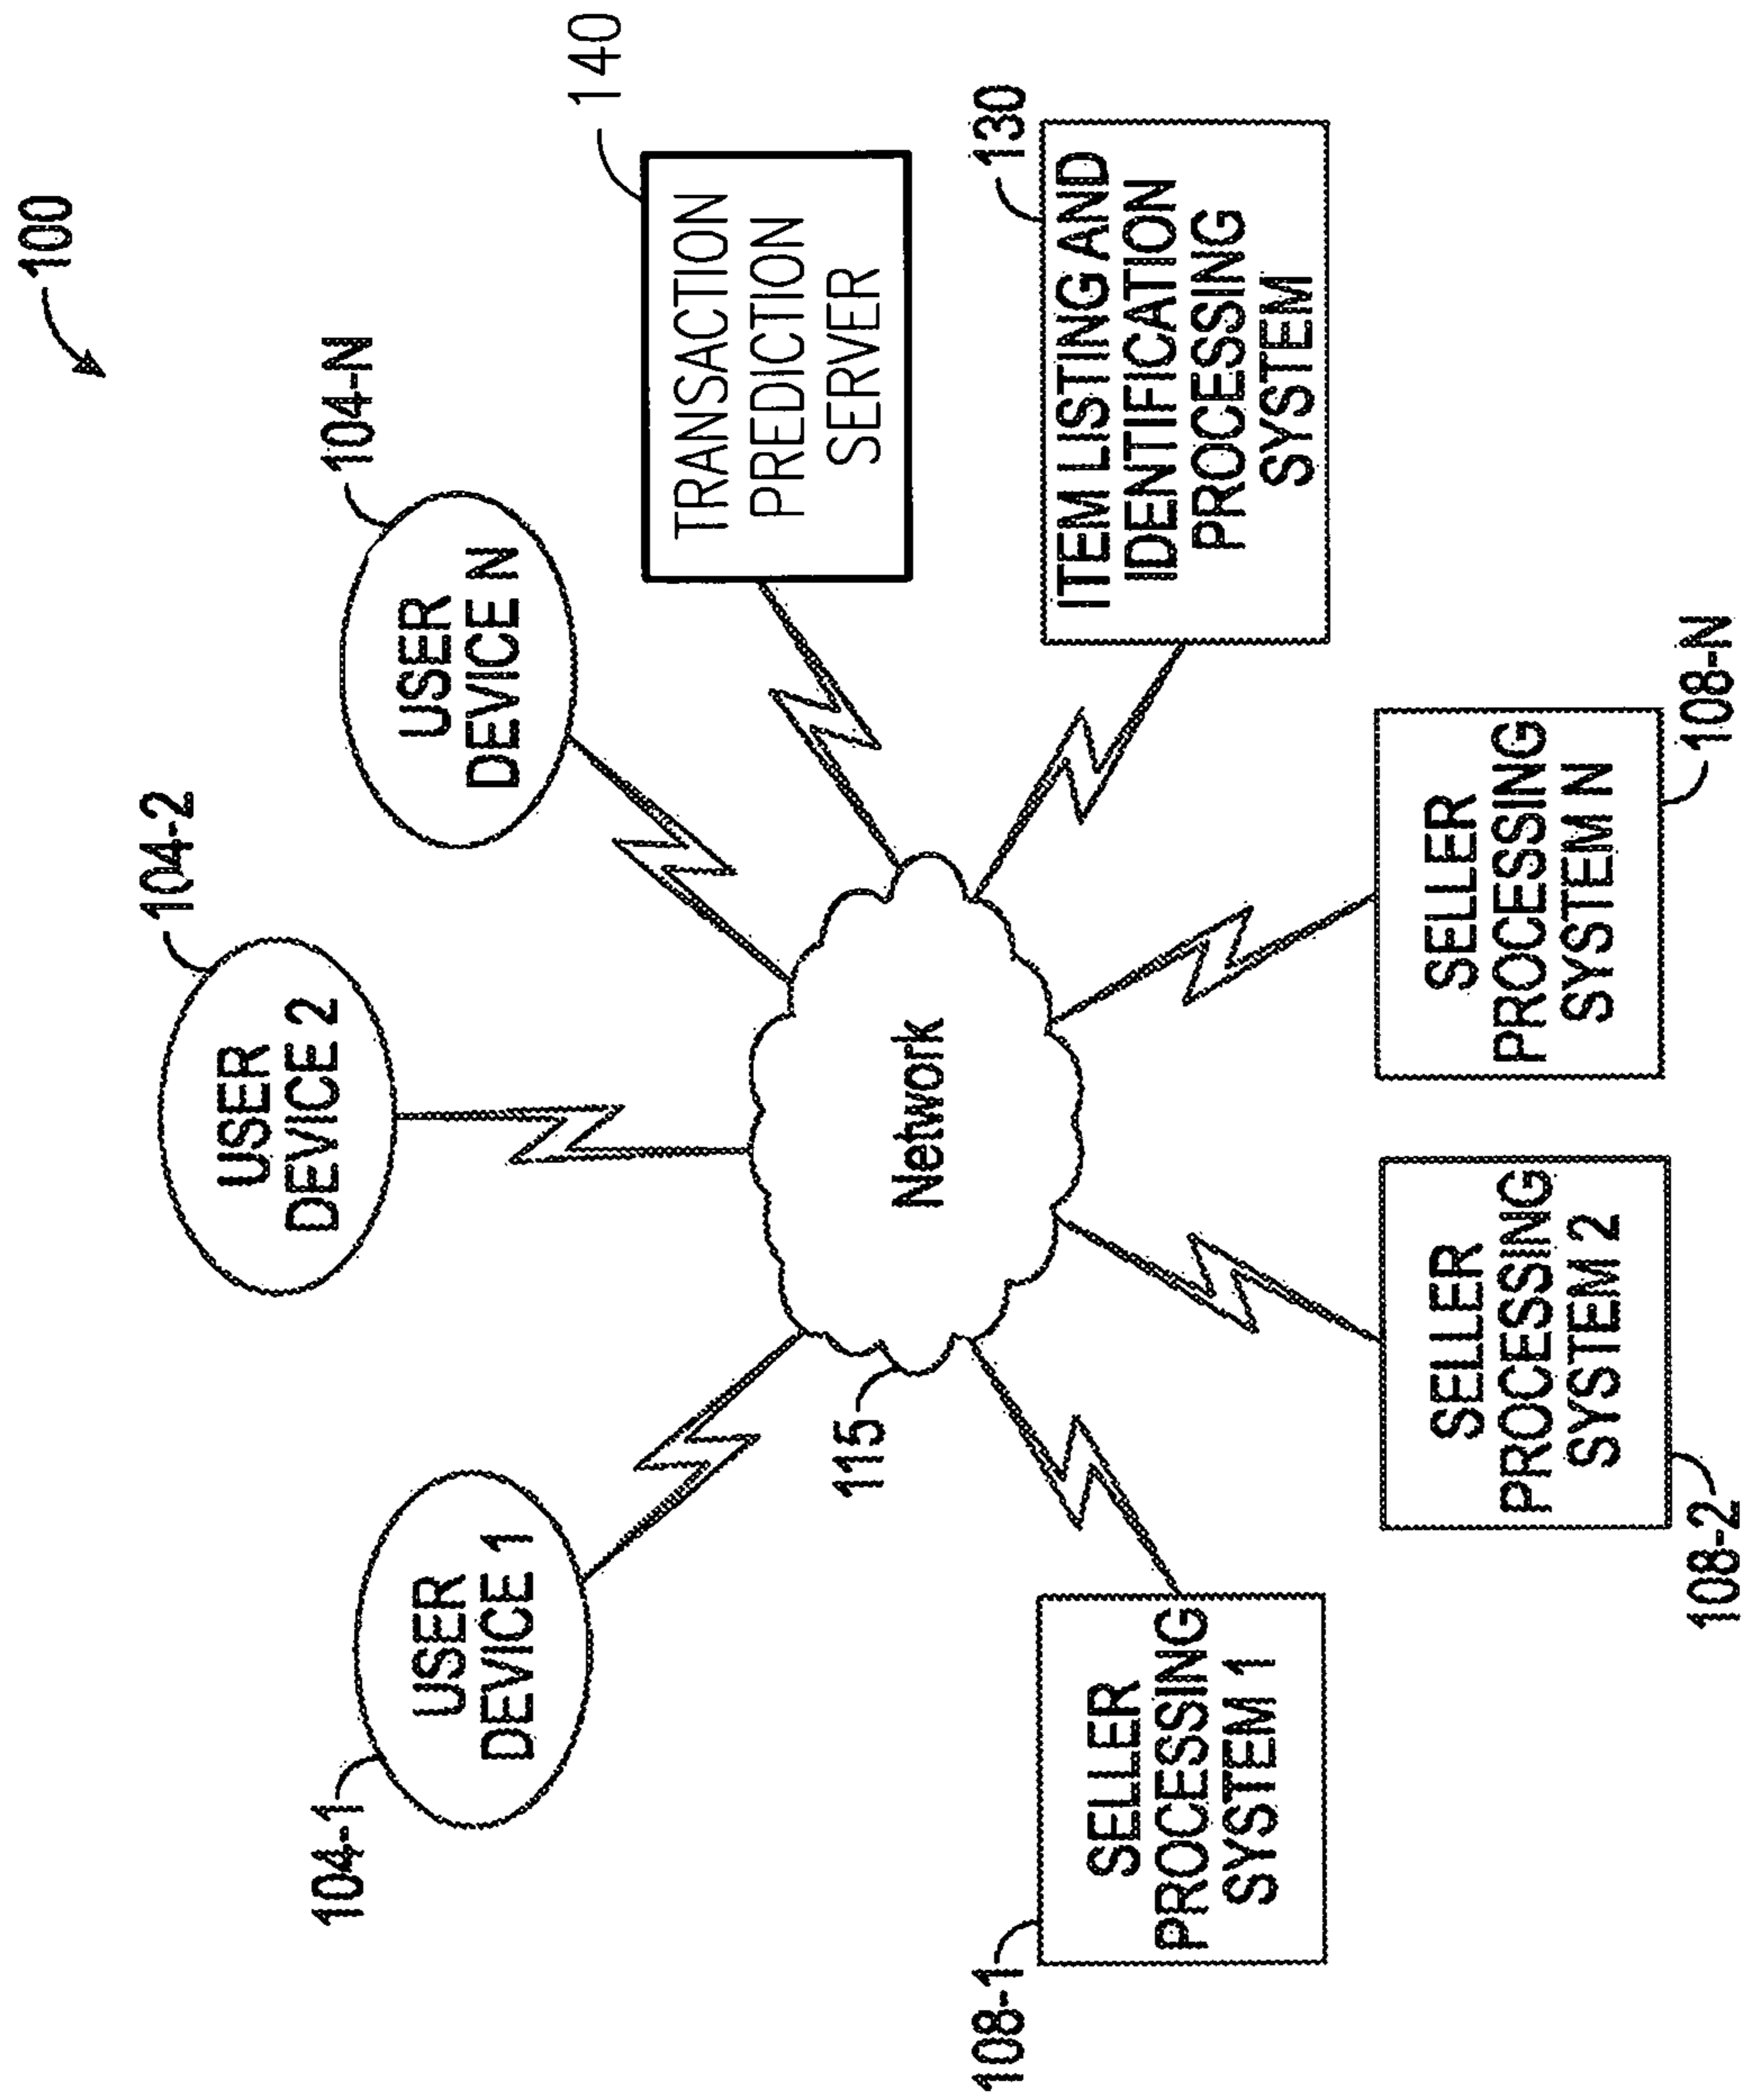 100
104-2
USER
DEVICE 2
104-N
USER
DEVICE N
104-1
USER
DEVICE 1
140
TRANSACTION
PREDICTION
SERVER
115
Network
130
ITEM LISTING AND
IDENTIFICATION
PROCESSING
SYSTEM
108-1
SELLER
PROCESSING
SYSTEM 1
SELLER
PROCESSING
SYSTEM 2
108-2
SELLER
PROCESSING
SYSTEM N
108-N